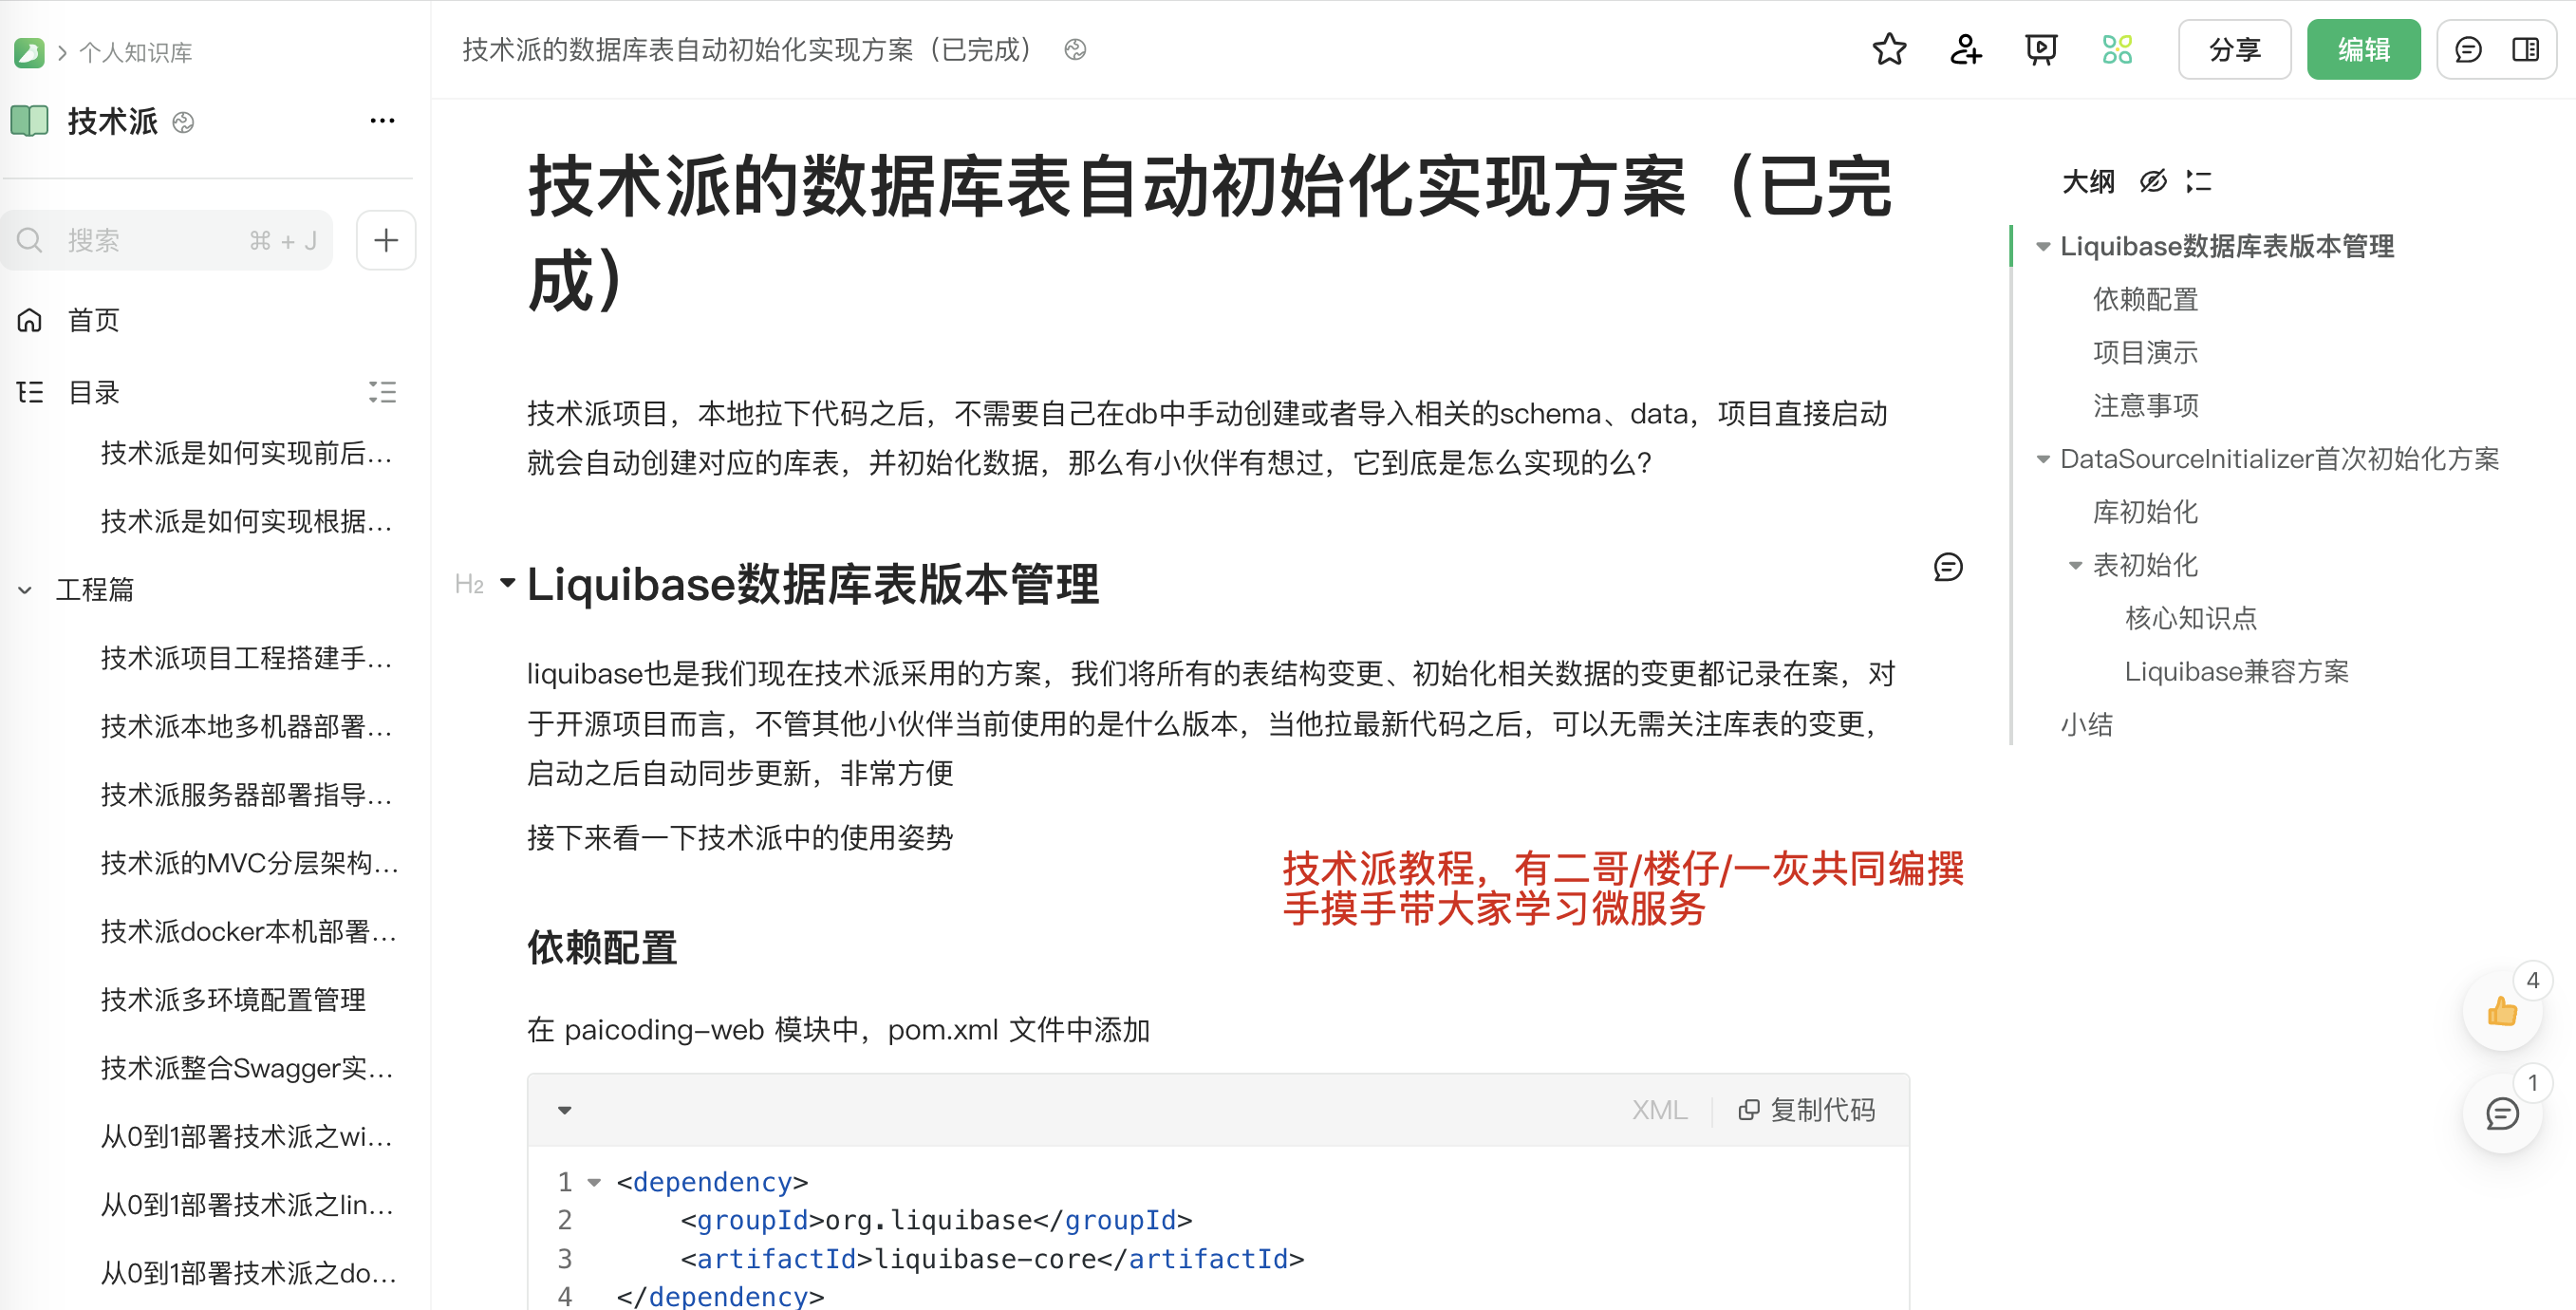 个人知识库
技术派
搜索 ⌘ + J
首页
目录
技术派是如何实现前后...
技术派是如何实现根据...
工程篇
技术派项目工程搭建手...
技术派本地多机器部署...
技术派服务器部署指导...
技术派的MVC分层架构...
技术派docker本机部署...
技术派多环境配置管理
技术派整合Swagger实...
从0到1部署技术派之wi...
从0到1部署技术派之lin...
从0到1部署技术派之do...
技术派的数据库表自动初始化实现方案（已完成）
分享
编辑
技术派的数据库表自动初始化实现方案（已完
成）
技术派项目，本地拉下代码之后，不需要自己在db中手动创建或者导入相关的schema、data，项目直接启动
就会自动创建对应的库表，并初始化数据，那么有小伙伴有想过，它到底是怎么实现的么？
H2 Liquibase数据库表版本管理
liquibase也是我们现在技术派采用的方案，我们将所有的表结构变更、初始化相关数据的变更都记录在案，对
于开源项目而言，不管其他小伙伴当前使用的是什么版本，当他拉最新代码之后，可以无需关注库表的变更，
启动之后自动同步更新，非常方便
接下来看一下技术派中的使用姿势
技术派教程，有二哥/楼仔/一灰共同编撰
手摸手带大家学习微服务
依赖配置
在 paicoding-web 模块中，pom.xml 文件中添加
XML 复制代码
1 <dependency>
2 <groupId>org.liquibase</groupId>
3 <artifactId>liquibase-core</artifactId>
4 </dependency>
大纲
Liquibase数据库表版本管理
依赖配置
项目演示
注意事项
DataSourceInitializer首次初始化方案
库初始化
表初始化
核心知识点
Liquibase兼容方案
小结
4
1